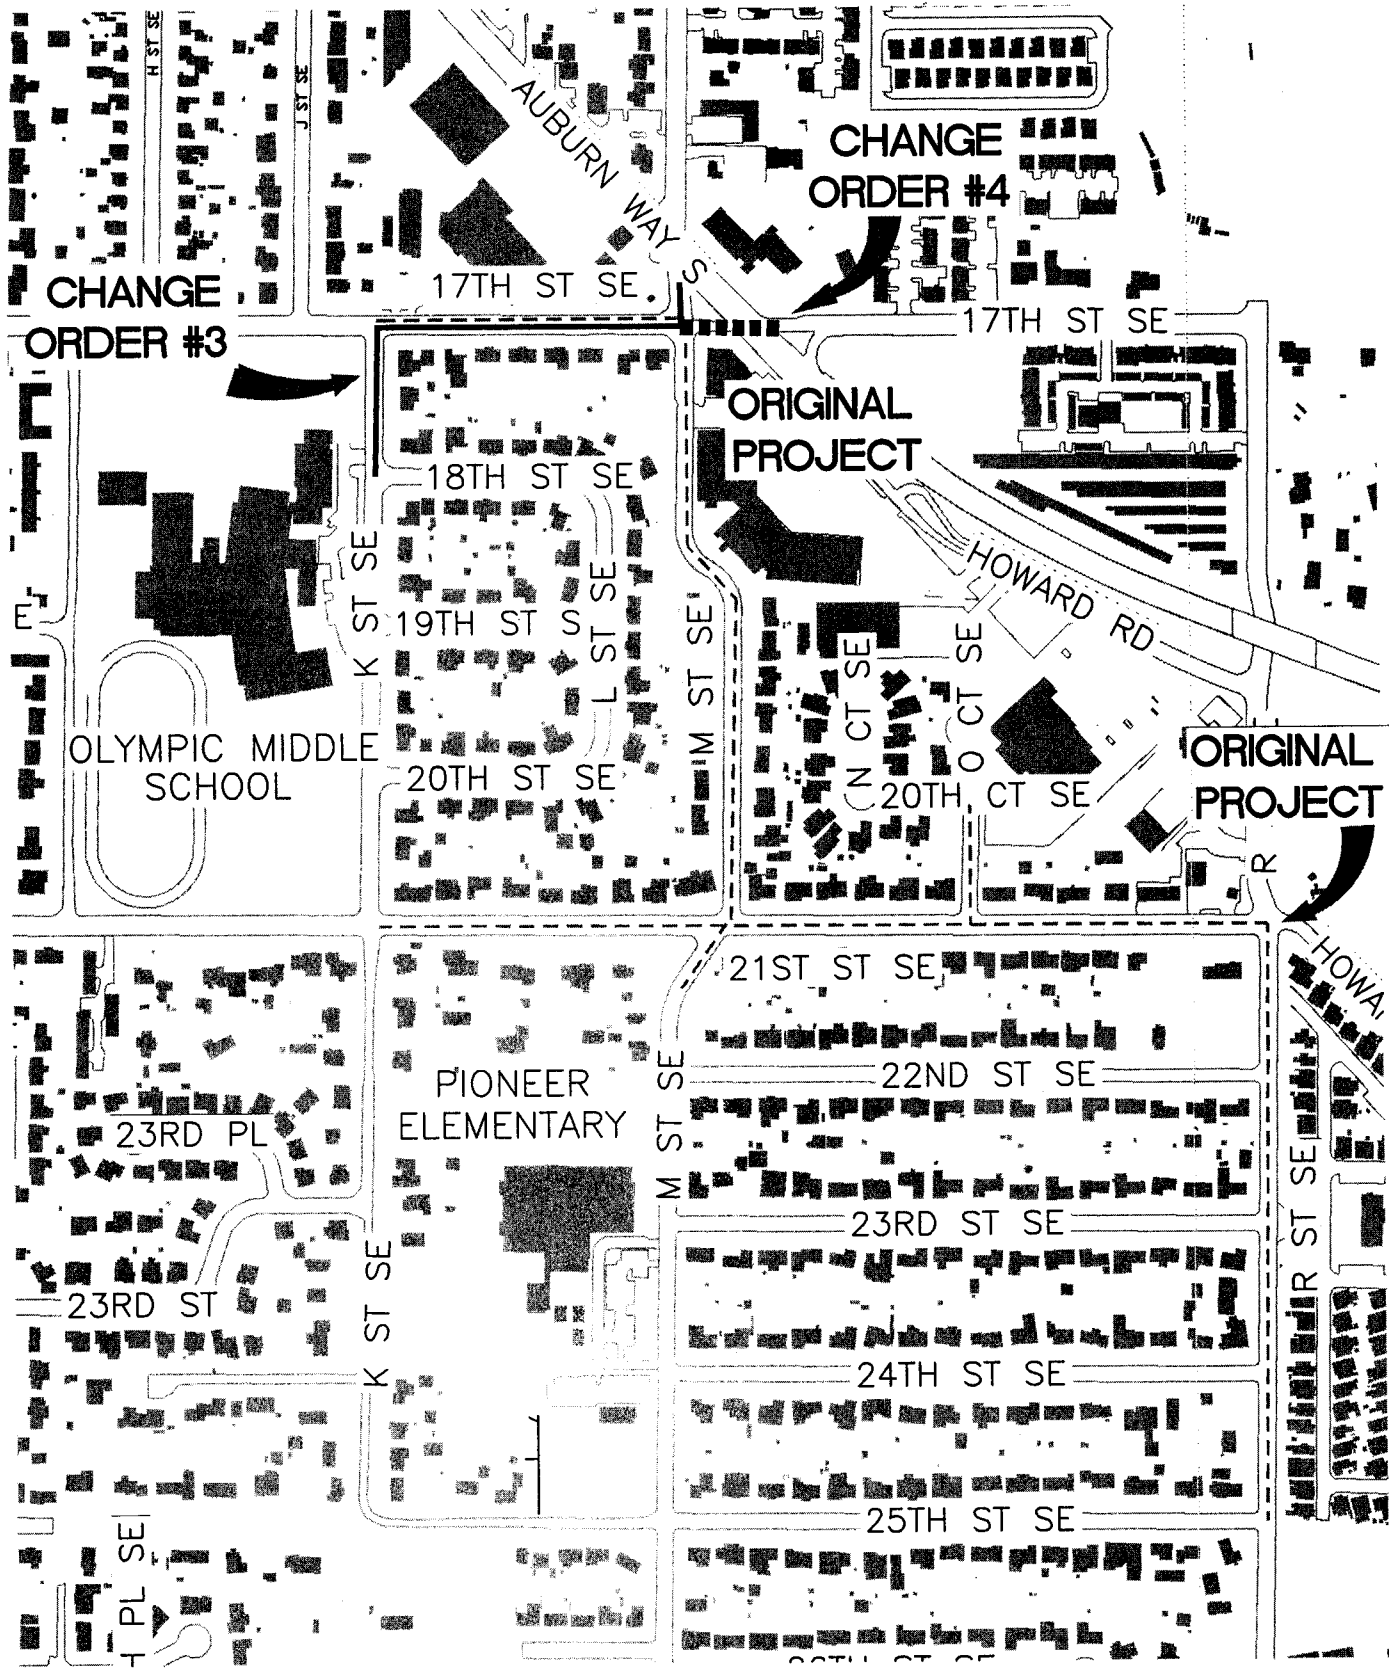 H ST SE
J ST SE
AUBURN WAY S
CHANGE
ORDER #4
17TH ST SE
CHANGE
ORDER #3
17TH ST SE
ORIGINAL
PROJECT
18TH ST SE
HOWARD RD
K ST SE
19TH ST S
L ST SE
M ST SE
N CT SE
O CT SE
E
OLYMPIC MIDDLE
SCHOOL
20TH ST SE
20TH CT SE
ORIGINAL
PROJECT
R
21ST ST SE
HOWA
PIONEER
ELEMENTARY
M ST SE
22ND ST SE
23RD PL
23RD ST SE
R ST SE
K ST SE
23RD ST
24TH ST SE
25TH ST SE
H PL SE